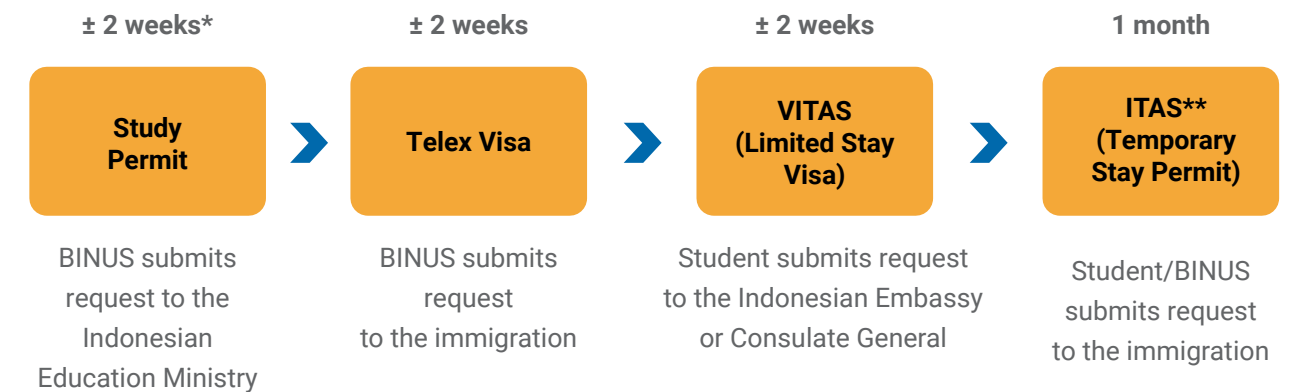 ± 2 weeks*
± 2 weeks
± 2 weeks
1 month
Study
Permit
Telex Visa
VITAS
(Limited Stay
Visa)
ITAS**
(Temporary
Stay Permit)
BINUS submits
request to the
Indonesian
Education Ministry
BINUS submits
request
to the immigration
Student submits request
to the Indonesian Embassy
or Consulate General
Student/BINUS
submits request
to the immigration